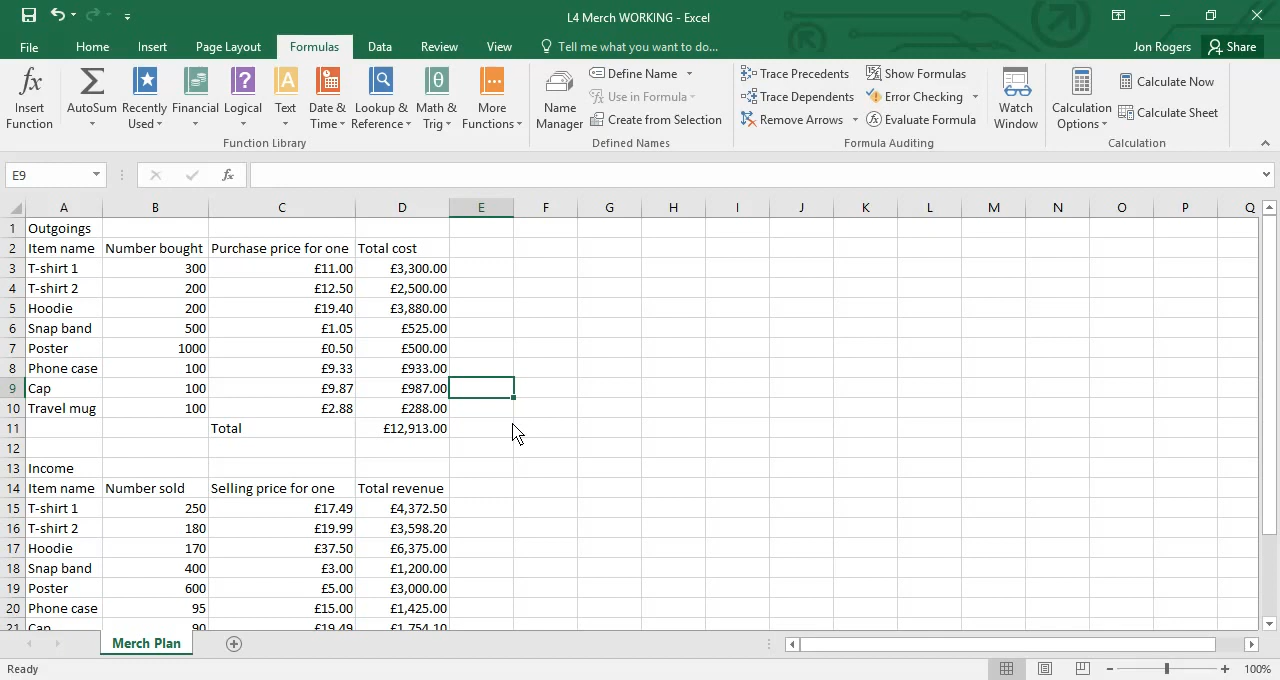 L4 Merch WORKING - Excel
File Home Insert Page Layout Formulas Data Review View Tell me what you want to do... Jon Rogers Share
Insert Function
AutoSum
Recently Used
Financial
Logical
Text
Date & Time
Lookup & Reference
Math & Trig
More Functions
Function Library
Name Manager
Define Name
Use in Formula
Create from Selection
Defined Names
Trace Precedents
Trace Dependents
Remove Arrows
Show Formulas
Error Checking
Evaluate Formula
Watch Window
Formula Auditing
Calculation Options
Calculate Now
Calculate Sheet
Calculation
E9 fx
A B C D E F G H I J K L M N O P Q
1 Outgoings
2 Item name Number bought Purchase price for one Total cost
3 T-shirt 1 300 £11.00 £3,300.00
4 T-shirt 2 200 £12.50 £2,500.00
5 Hoodie 200 £19.40 £3,880.00
6 Snap band 500 £1.05 £525.00
7 Poster 1000 £0.50 £500.00
8 Phone case 100 £9.33 £933.00
9 Cap 100 £9.87 £987.00
10 Travel mug 100 £2.88 £288.00
11 Total £12,913.00
12
13 Income
14 Item name Number sold Selling price for one Total revenue
15 T-shirt 1 250 £17.49 £4,372.50
16 T-shirt 2 180 £19.99 £3,598.20
17 Hoodie 170 £37.50 £6,375.00
18 Snap band 400 £3.00 £1,200.00
19 Poster 600 £5.00 £3,000.00
20 Phone case 95 £15.00 £1,425.00
21 Cap 90 £19.49 £1,754.10
Merch Plan
Ready 100%